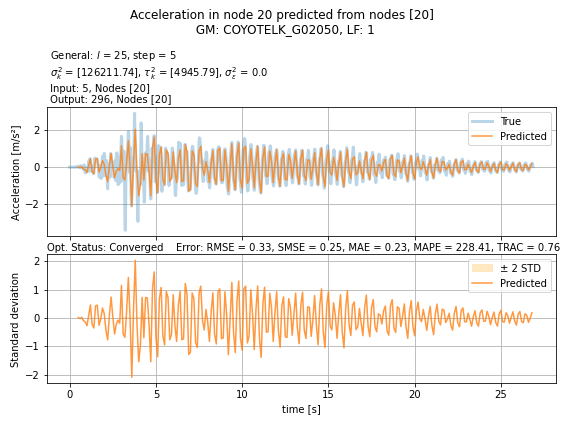 Acceleration in node 20 predicted from nodes [20]
GM: COYOTELK_G02050, LF: 1
General: l = 25, step = 5
σ²ₖ = [126211.74], τ²ₖ = [4945.79], σ²ε = 0.0
Input: 5, Nodes [20]
Output: 296, Nodes [20]
Acceleration [m/s²]
2
0
−2
True
Predicted
Opt. Status: Converged    Error: RMSE = 0.33, SMSE = 0.25, MAE = 0.23, MAPE = 228.41, TRAC = 0.76
Standard deviation
2
1
0
−1
−2
± 2 STD
Predicted
0 5 10 15 20 25
time [s]